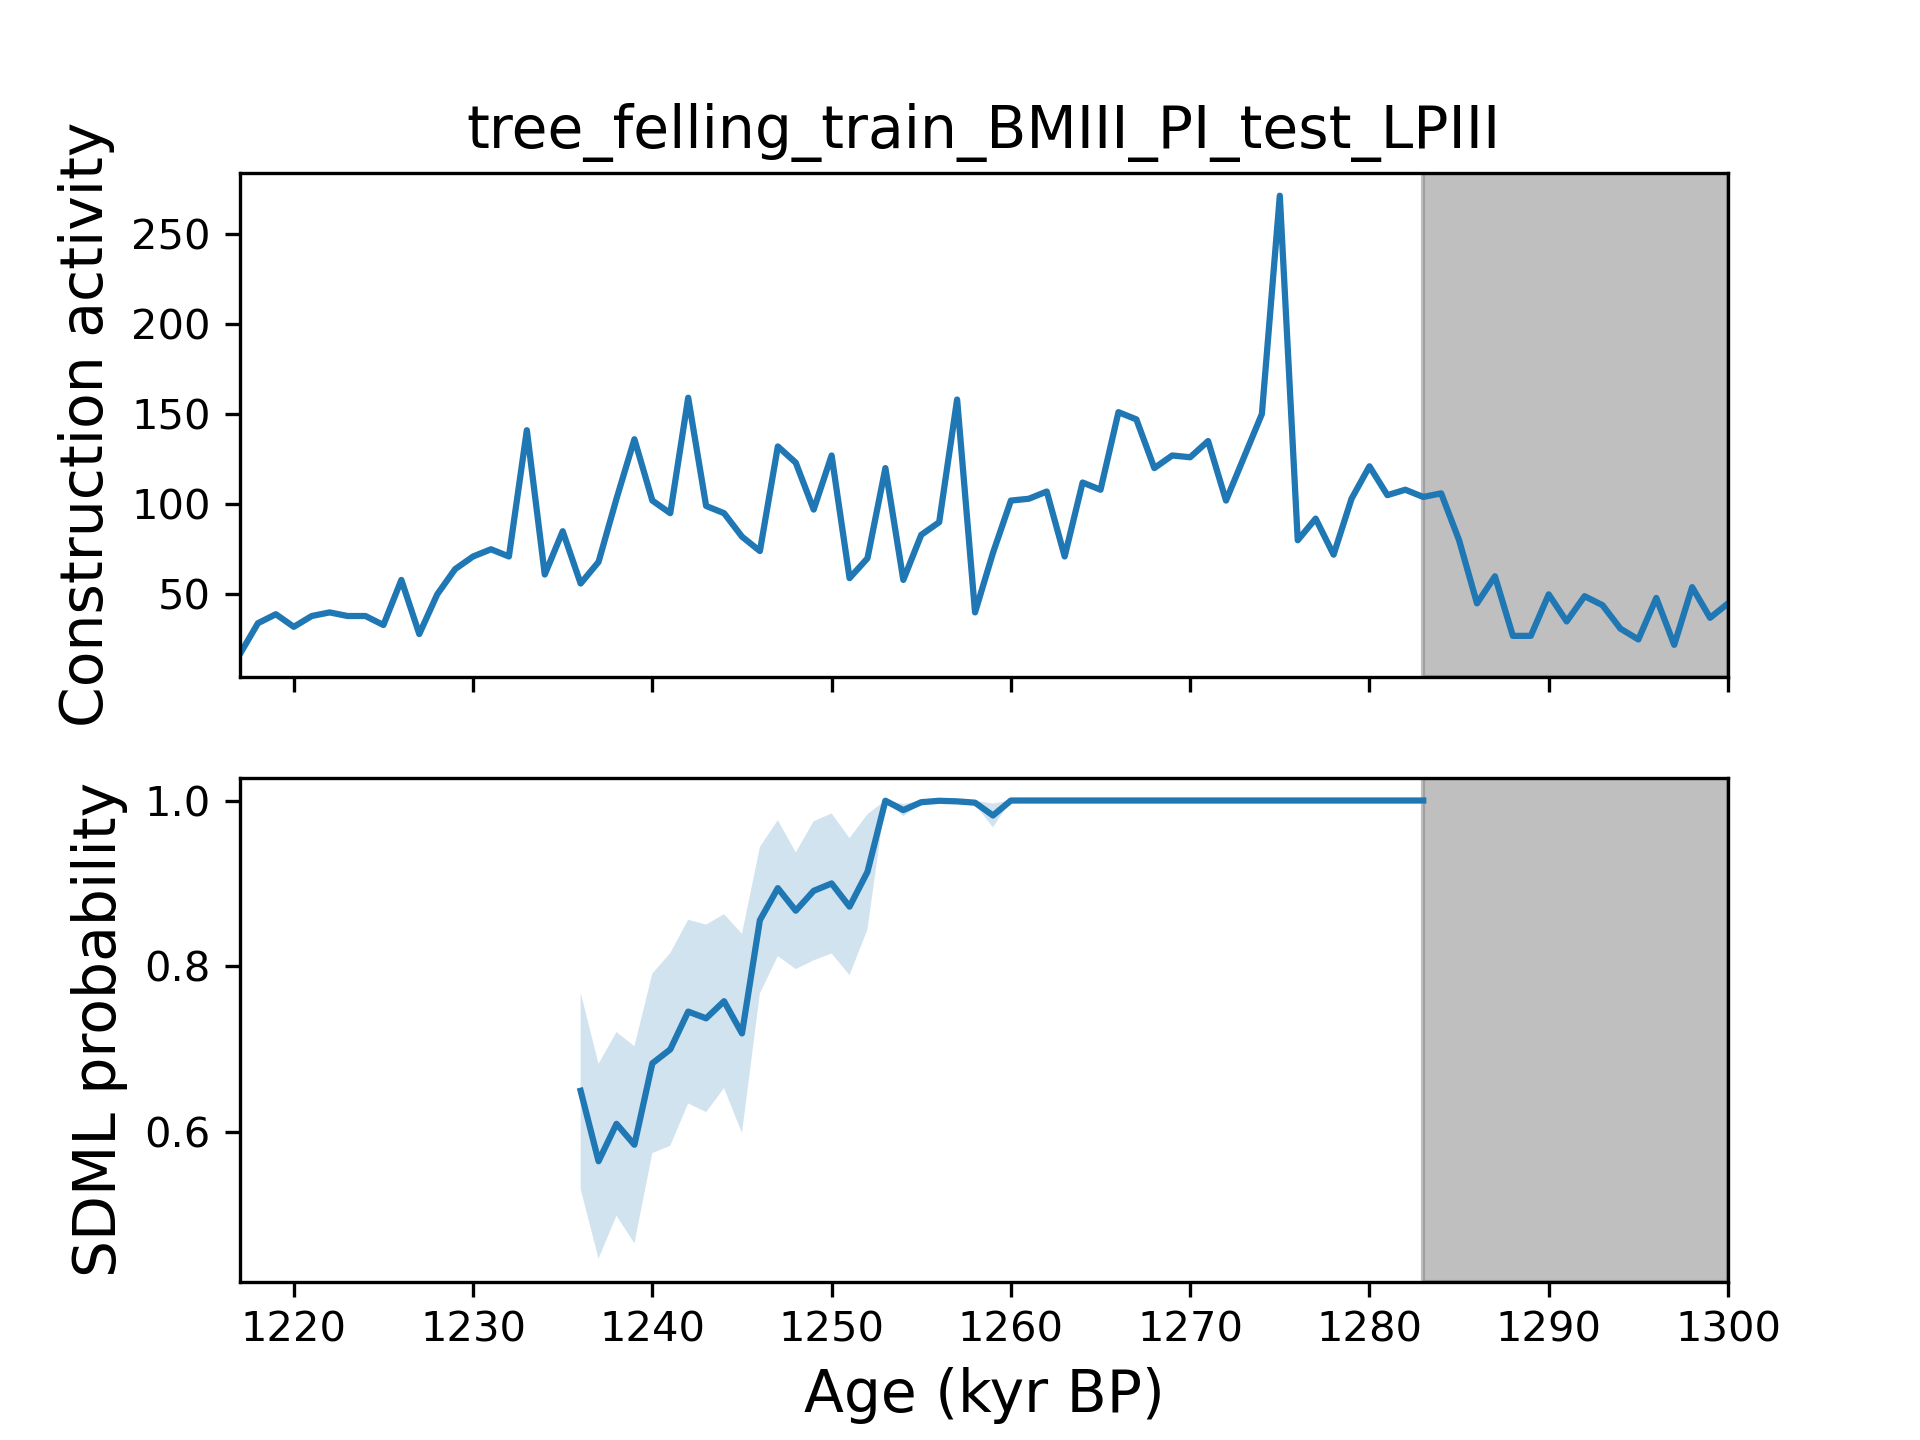 tree_felling_train_BMIII_PI_test_LPIII
Construction activity
250
200
150
100
50
SDML probability
1.0
0.8
0.6
1220 1230 1240 1250 1260 1270 1280 1290 1300
Age (kyr BP)